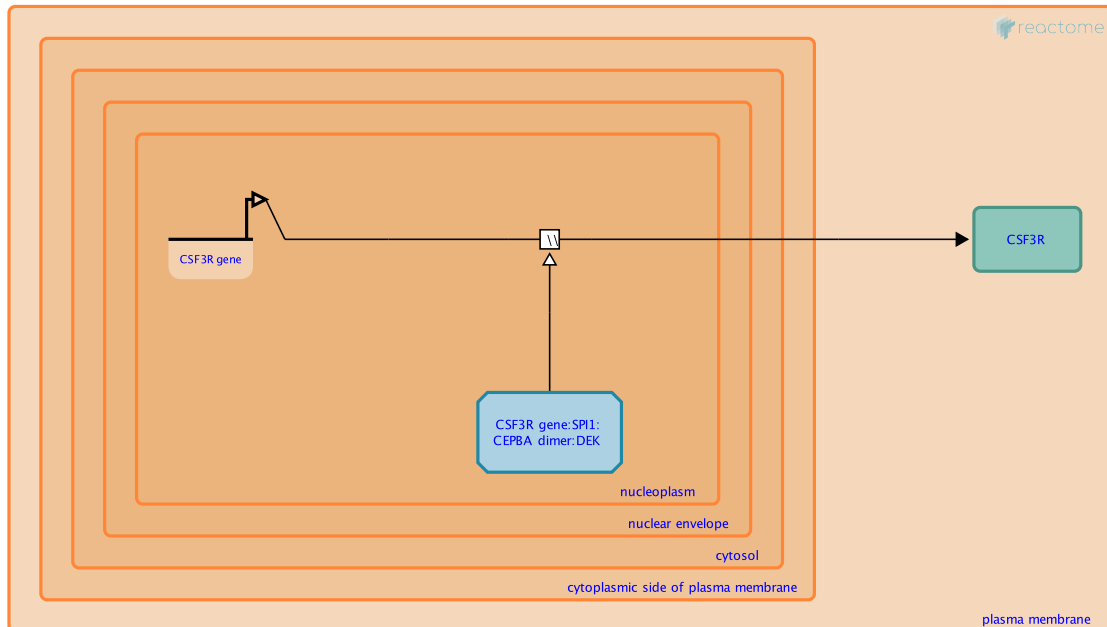 reactome
CSF3R gene
\\
CSF3R
CSF3R gene:SPI1:
CEPBA dimer:DEK
nucleoplasm
nuclear envelope
cytosol
cytoplasmic side of plasma membrane
plasma membrane